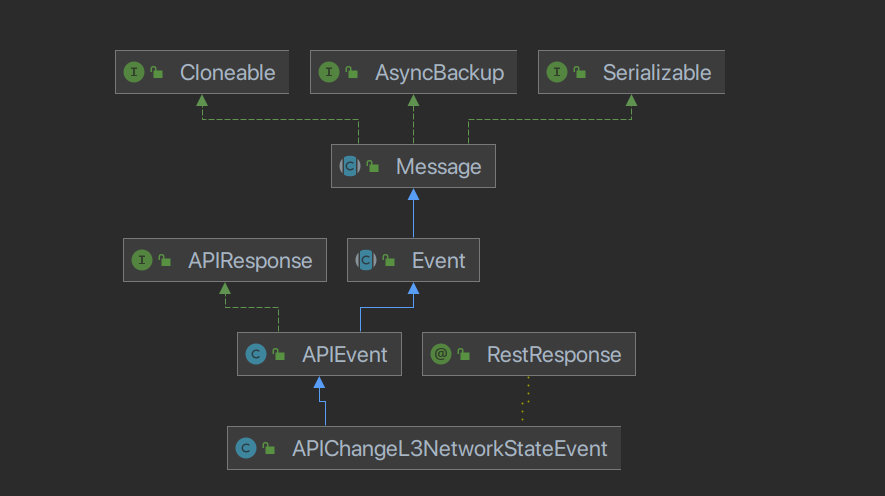 Cloneable
AsyncBackup
Serializable
Message
APIResponse
Event
APIEvent
RestResponse
APIChangeL3NetworkStateEvent